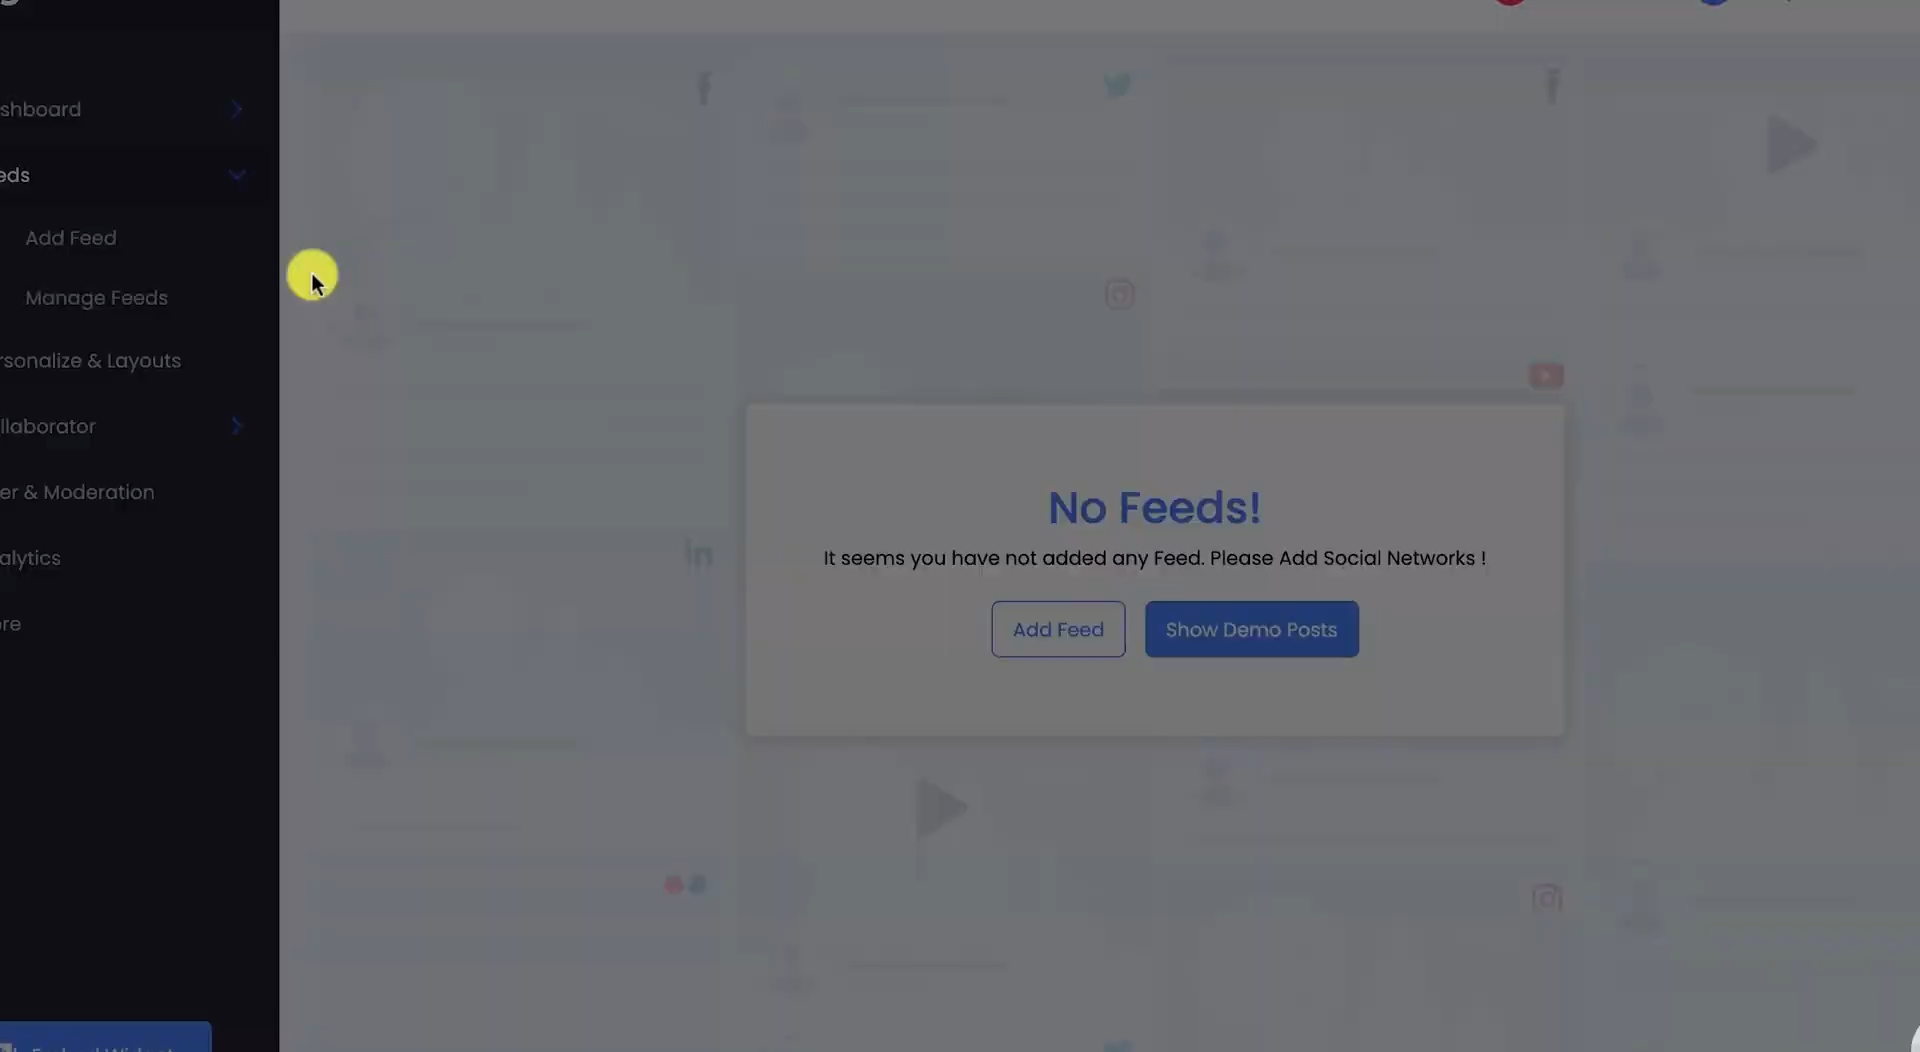 shboard
eds
Add Feed
Manage Feeds
rsonalize & Layouts
llaborator
er & Moderation
alytics
re
No Feeds!
It seems you have not added any Feed. Please Add Social Networks !
Add Feed
Show Demo Posts
in